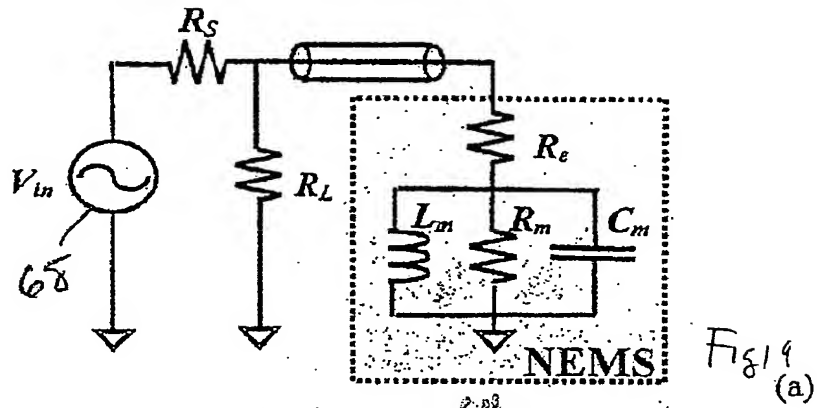 R_S
V_in
R_L
R_e
L_m
R_m
C_m
NEMS
68
Fig 19
(a)